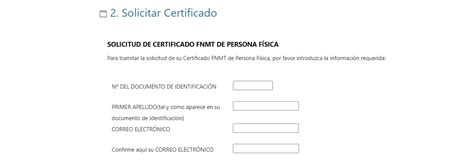 2. Solicitar Certificado
SOLICITUD DE CERTIFICADO FNMT DE PERSONA FÍSICA
Para tramitar la solicitud de su Certificado FNMT de Persona Física, por favor introduzca la información requerida:
Nº DEL DOCUMENTO DE IDENTIFICACIÓN
PRIMER APELLIDO(tal y como aparece en su
documento de identificación)
CORREO ELECTRÓNICO
Confirme aquí su CORREO ELECTRÓNICO